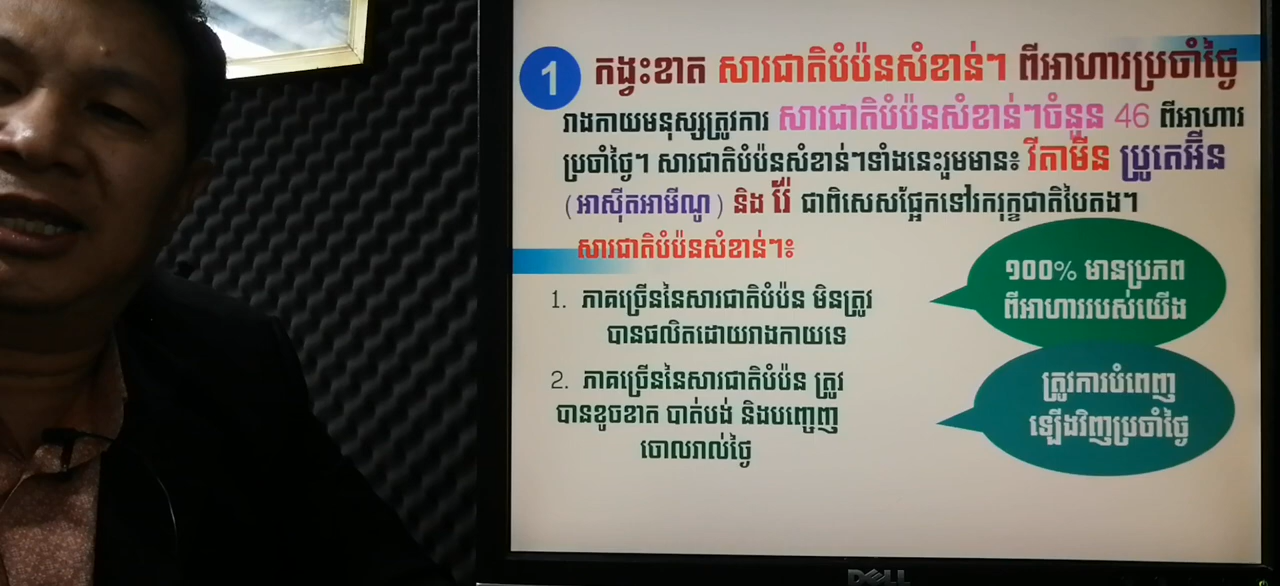 1 កង្វះខាត សារជាតិបំប៉នសំខាន់ៗ ពីអាហារប្រចាំថ្ងៃ
រាងកាយមនុស្សត្រូវការ សារជាតិបំប៉នសំខាន់ៗចំនួន 46 ពីអាហារ
ប្រចាំថ្ងៃ។ សារជាតិបំប៉នសំខាន់ៗទាំងនេះរួមមាន៖ វីតាមីន ប្រូតេអ៊ីន
(អាស៊ីតអាមីណូ) និង រ៉ែ ជាពិសេសផ្អែកទៅរករុក្ខជាតិបៃតង។
សារជាតិបំប៉នសំខាន់ៗ៖
1. ភាគច្រើននៃសារជាតិបំប៉ន មិនត្រូវ
បានផលិតដោយរាងកាយទេ
១០០% មានប្រភព
ពីអាហាររបស់យើង
2. ភាគច្រើននៃសារជាតិបំប៉ន ត្រូវ
បានខូចខាត បាត់បង់ និងបញ្ចេញ
ចោលរាល់ថ្ងៃ
ត្រូវការបំពេញ
ឡើងវិញប្រចាំថ្ងៃ
DELL